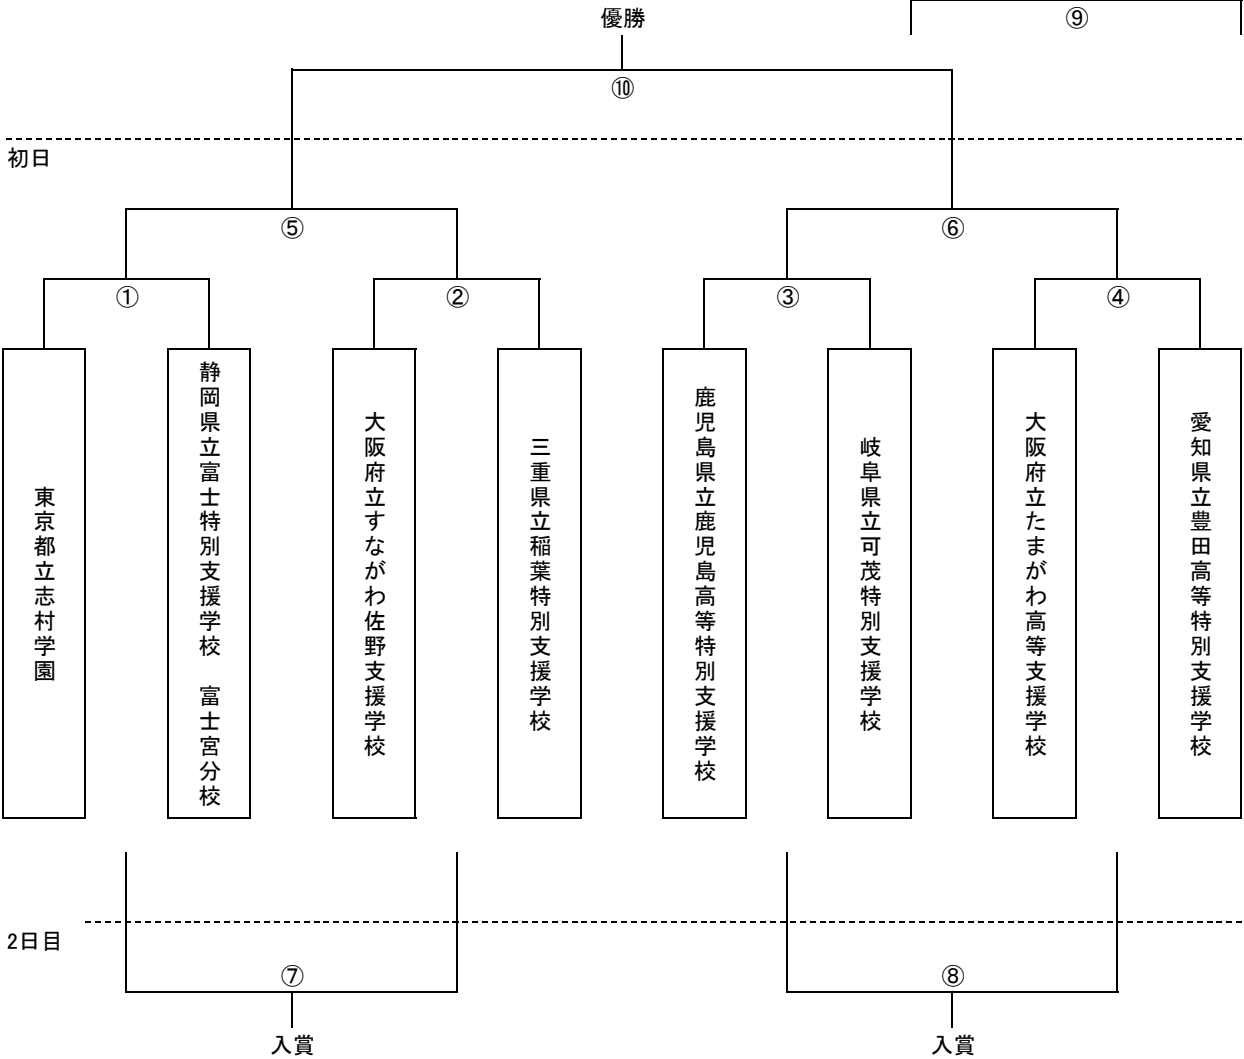 優勝
⑨
⑩
初日
⑤
⑥
①
②
③
④
東京都立志村学園
静岡県立富士特別支援学校　富士宮分校
大阪府立すながわ佐野支援学校
三重県立稲葉特別支援学校
鹿児島県立鹿児島高等特別支援学校
岐阜県立可茂特別支援学校
大阪府立たまがわ高等支援学校
愛知県立豊田高等特別支援学校
2日目
⑦
⑧
入賞
入賞